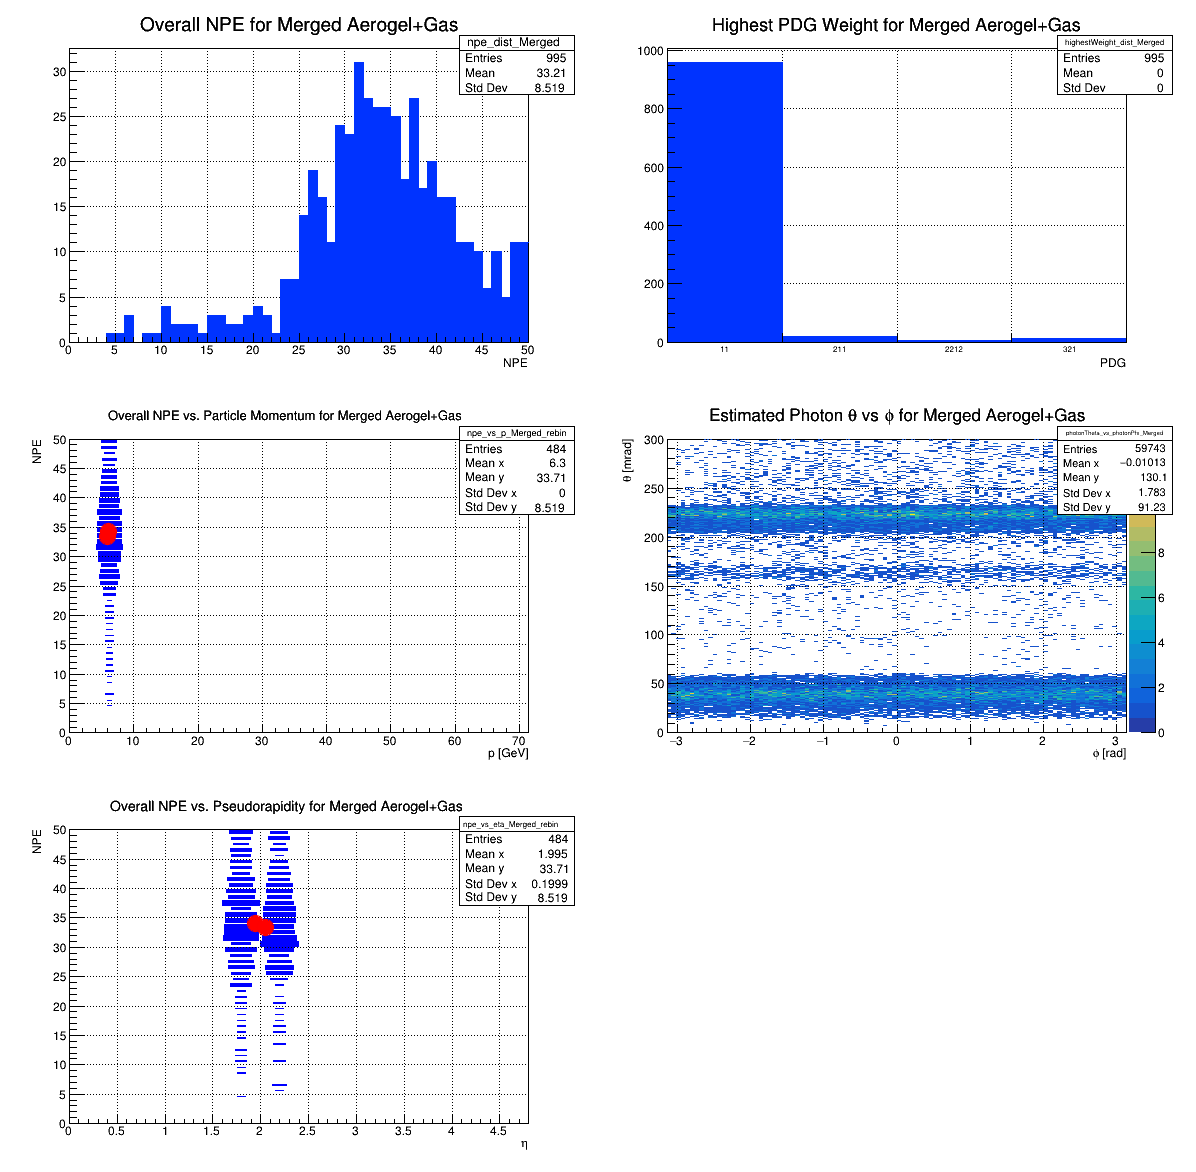 Overall NPE for Merged Aerogel+Gas
npe_dist_Merged
Entries 995
Mean 33.21
Std Dev 8.519
30
25
20
15
10
5
0
0 5 10 15 20 25 30 35 40 45 50
NPE
Highest PDG Weight for Merged Aerogel+Gas
highestWeight_dist_Merged
Entries 995
Mean 0
Std Dev 0
1000
800
600
400
200
0
11 211 2212 321
PDG
Overall NPE vs. Particle Momentum for Merged Aerogel+Gas
npe_vs_p_Merged_rebin
Entries 484
Mean x 6.3
Mean y 33.71
Std Dev x 0
Std Dev y 8.519
NPE
50
45
40
35
30
25
20
15
10
5
0
0 10 20 30 40 50 60 70
p [GeV]
Estimated Photon θ vs ϕ for Merged Aerogel+Gas
photonTheta_vs_photonPhi_Merged
Entries 59743
Mean x −0.01013
Mean y 130.1
Std Dev x 1.783
Std Dev y 91.23
θ [mrad]
300
250
200
150
100
50
0
−3 −2 −1 0 1 2 3
ϕ [rad]
8
6
4
2
0
Overall NPE vs. Pseudorapidity for Merged Aerogel+Gas
npe_vs_eta_Merged_rebin
Entries 484
Mean x 1.995
Mean y 33.71
Std Dev x 0.1999
Std Dev y 8.519
NPE
50
45
40
35
30
25
20
15
10
5
0
0 0.5 1 1.5 2 2.5 3 3.5 4 4.5
η